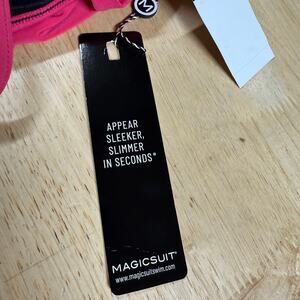 M
APPEAR
SLEEKER,
SLIMMER
IN SECONDS®
MAGICSUIT®
www.magicsuitswim.com